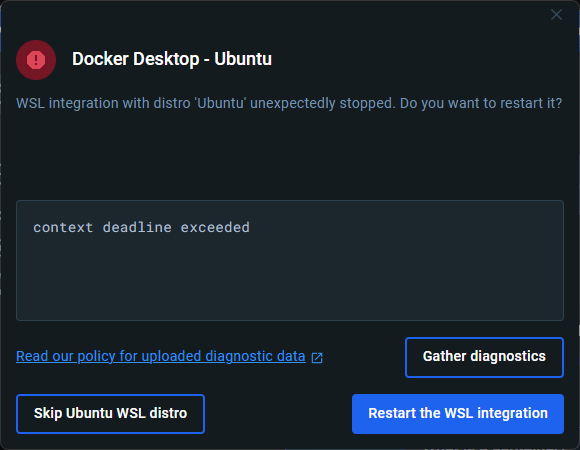 Docker Desktop - Ubuntu
WSL integration with distro 'Ubuntu' unexpectedly stopped. Do you want to restart it?
context deadline exceeded
Read our policy for uploaded diagnostic data
Gather diagnostics
Skip Ubuntu WSL distro
Restart the WSL integration